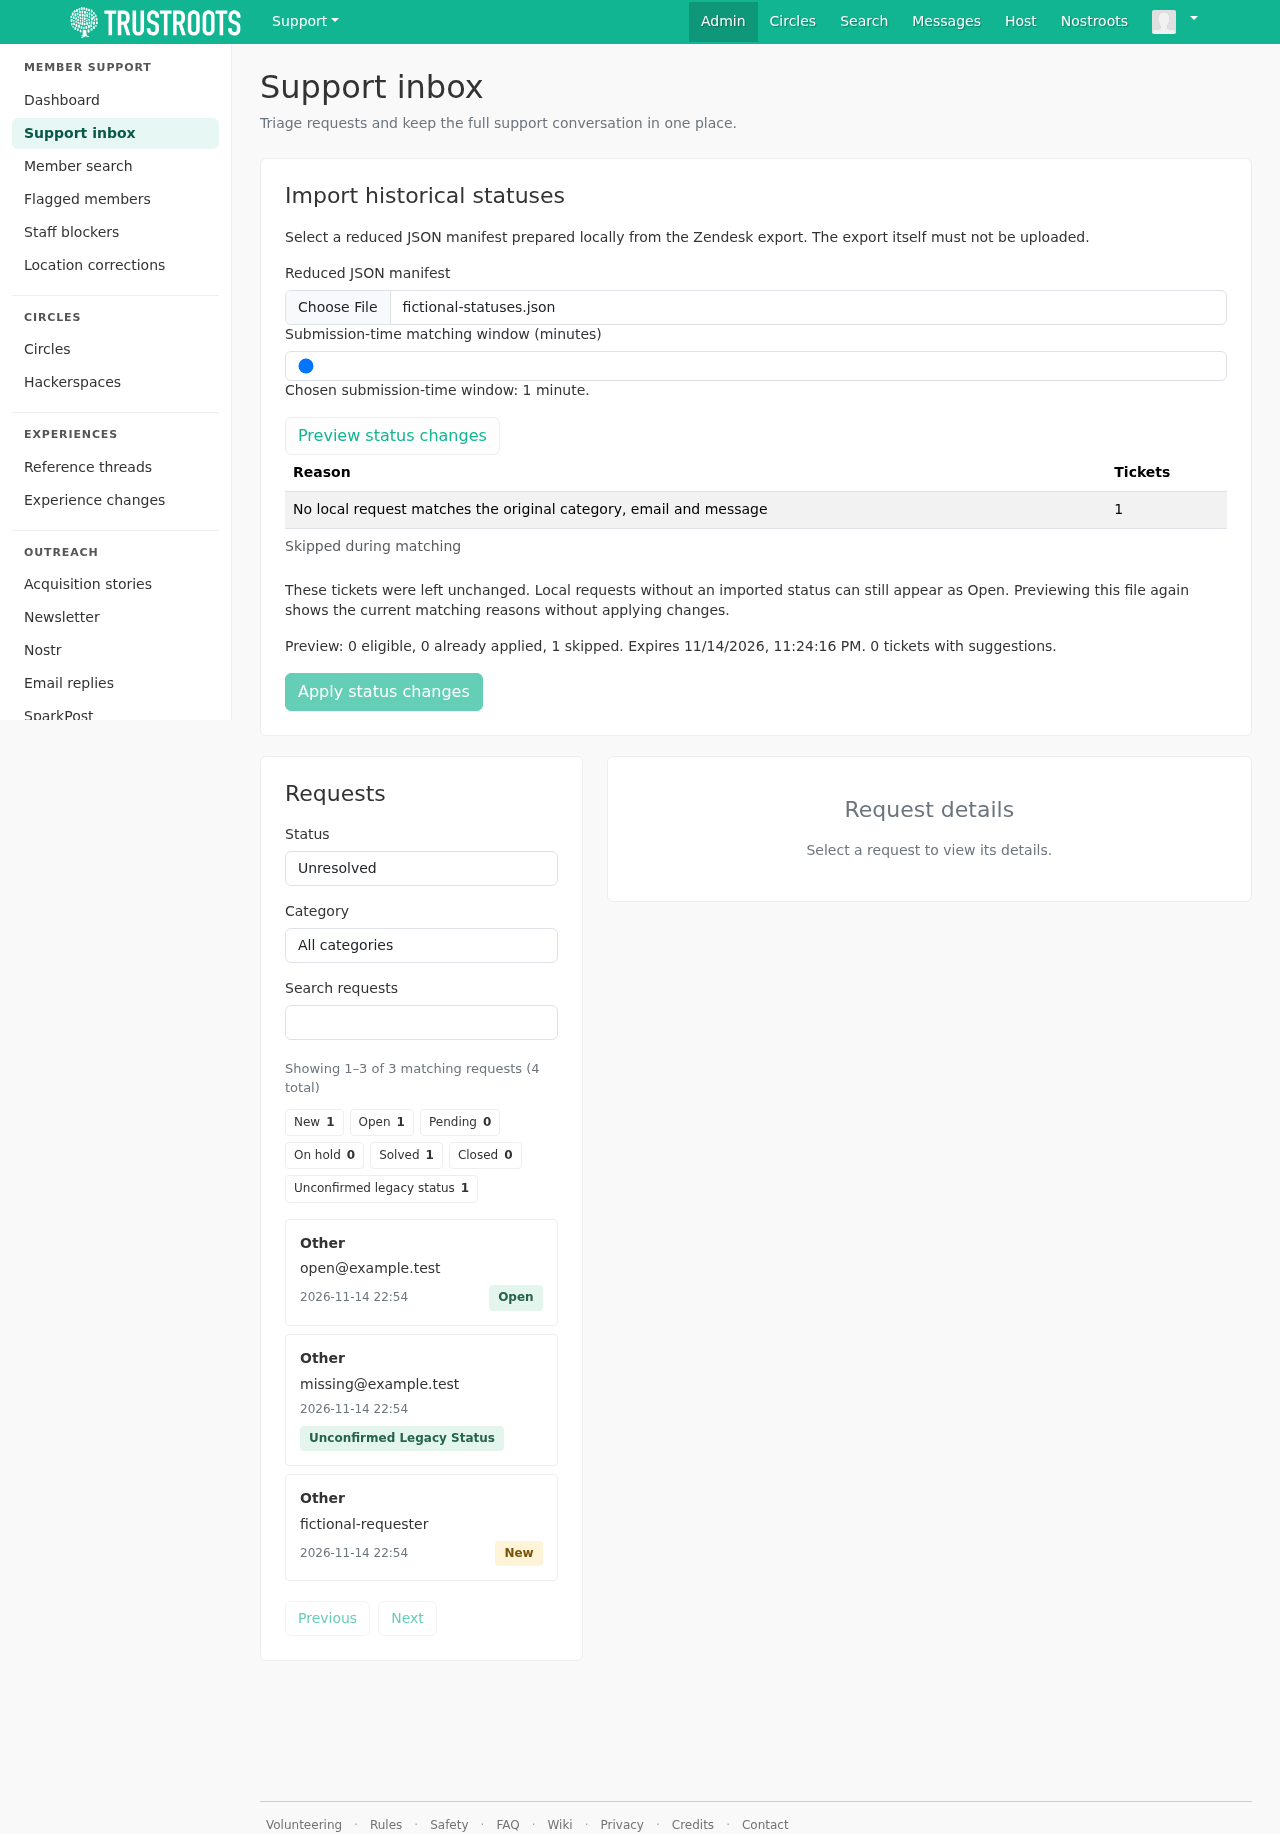 TRUSTROOTS
Support
Admin
Circles
Search
Messages
Host
Nostroots
MEMBER SUPPORT
Dashboard
Support inbox
Member search
Flagged members
Staff blockers
Location corrections
CIRCLES
Circles
Hackerspaces
EXPERIENCES
Reference threads
Experience changes
OUTREACH
Acquisition stories
Newsletter
Nostr
Email replies
SparkPost
Support inbox
Triage requests and keep the full support conversation in one place.
Import historical statuses
Select a reduced JSON manifest prepared locally from the Zendesk export. The export itself must not be uploaded.
Reduced JSON manifest
Choose File fictional-statuses.json
Submission-time matching window (minutes)
Chosen submission-time window: 1 minute.
Preview status changes
Reason Tickets
No local request matches the original category, email and message 1
Skipped during matching
These tickets were left unchanged. Local requests without an imported status can still appear as Open. Previewing this file again
shows the current matching reasons without applying changes.
Preview: 0 eligible, 0 already applied, 1 skipped. Expires 11/14/2026, 11:24:16 PM. 0 tickets with suggestions.
Apply status changes
Requests
Status
Unresolved
Category
All categories
Search requests
Showing 1–3 of 3 matching requests (4
total)
New 1 Open 1 Pending 0
On hold 0 Solved 1 Closed 0
Unconfirmed legacy status 1
Other
open@example.test
2026-11-14 22:54 Open
Other
missing@example.test
2026-11-14 22:54
Unconfirmed Legacy Status
Other
fictional-requester
2026-11-14 22:54 New
Previous Next
Request details
Select a request to view its details.
Volunteering · Rules · Safety · FAQ · Wiki · Privacy · Credits · Contact